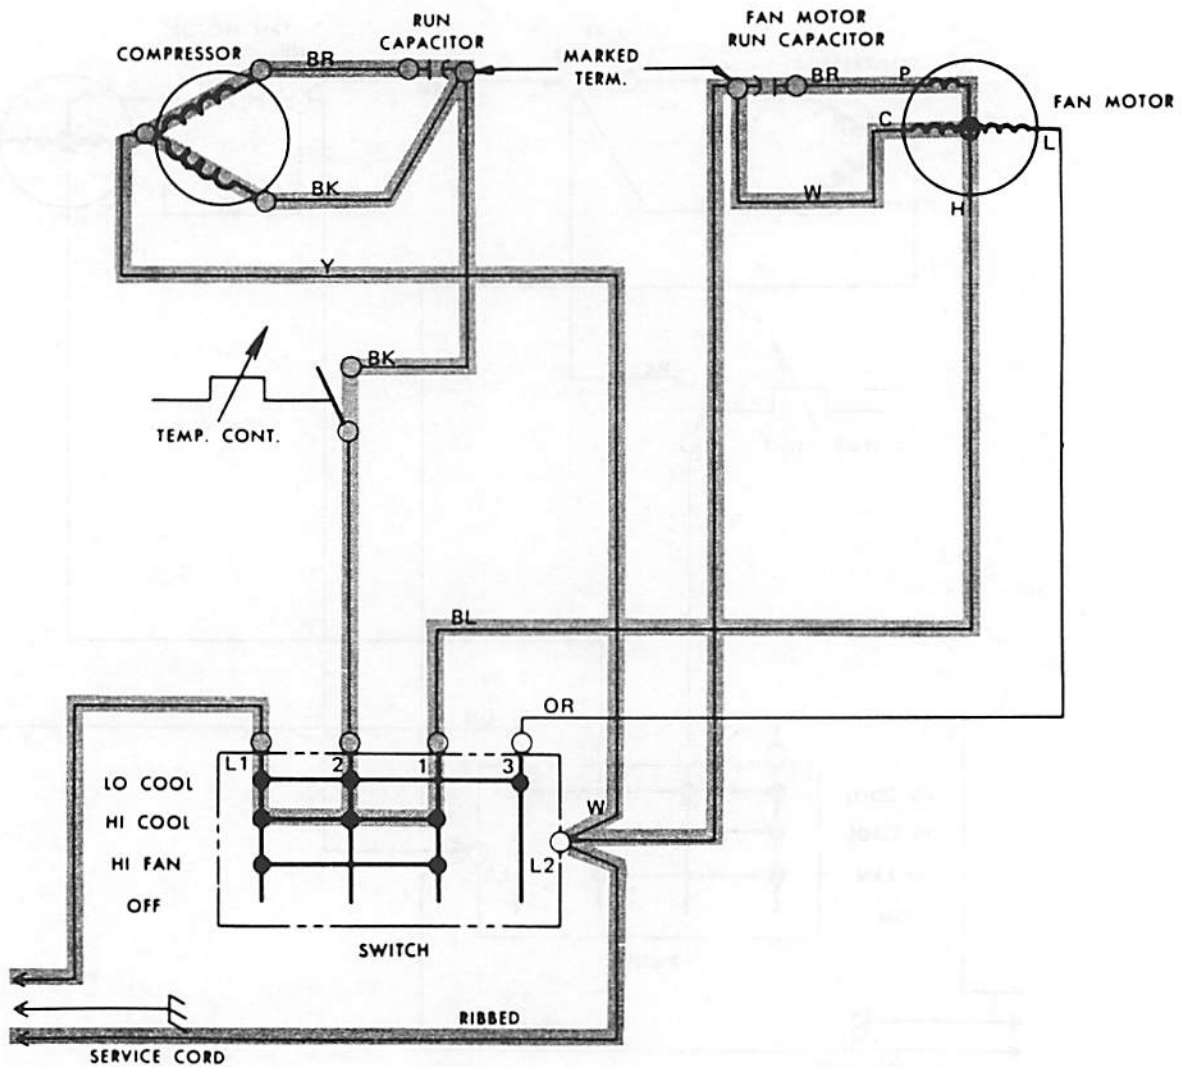 RUN
CAPACITOR
FAN MOTOR
RUN CAPACITOR
COMPRESSOR
MARKED
TERM.
FAN MOTOR
BR
BR
P
C
L
BK
W
H
Y
BK
TEMP. CONT.
BL
OR
L1
2
1
3
LO COOL
HI COOL
HI FAN
OFF
W
L2
SWITCH
RIBBED
SERVICE CORD